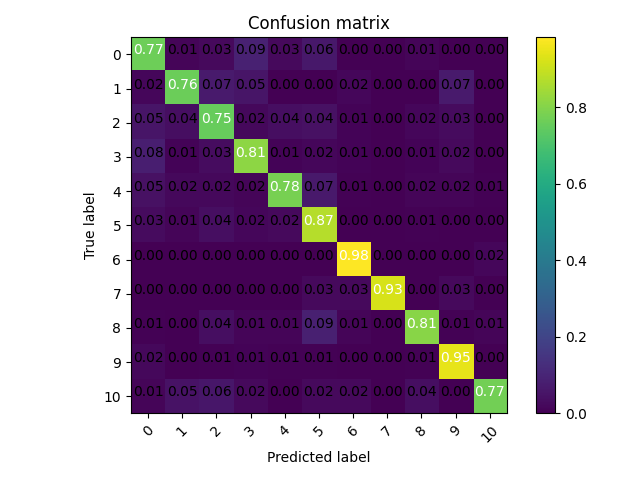 Confusion matrix
0 0.77 0.01 0.03 0.09 0.03 0.06 0.00 0.00 0.01 0.00 0.00
1 0.02 0.76 0.07 0.05 0.00 0.00 0.02 0.00 0.00 0.07 0.00
2 0.05 0.04 0.75 0.02 0.04 0.04 0.01 0.00 0.02 0.03 0.00
3 0.08 0.01 0.03 0.81 0.01 0.02 0.01 0.00 0.01 0.02 0.00
4 0.05 0.02 0.02 0.02 0.78 0.07 0.01 0.00 0.02 0.02 0.01
5 0.03 0.01 0.04 0.02 0.02 0.87 0.00 0.00 0.01 0.00 0.00
6 0.00 0.00 0.00 0.00 0.00 0.00 0.98 0.00 0.00 0.00 0.02
7 0.00 0.00 0.00 0.00 0.00 0.03 0.03 0.93 0.00 0.03 0.00
8 0.01 0.00 0.04 0.01 0.01 0.09 0.01 0.00 0.81 0.01 0.01
9 0.02 0.00 0.01 0.01 0.01 0.01 0.00 0.00 0.01 0.95 0.00
10 0.01 0.05 0.06 0.02 0.00 0.02 0.02 0.00 0.04 0.00 0.77
0 1 2 3 4 5 6 7 8 9 10
Predicted label
True label
0.8
0.6
0.4
0.2
0.0